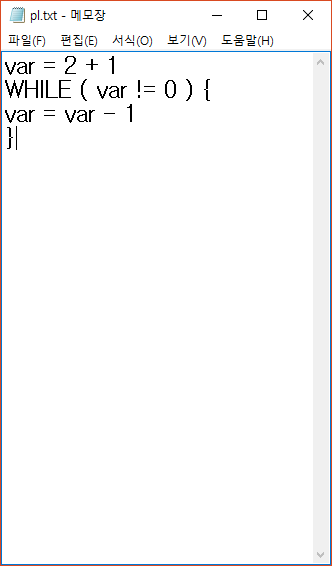 pl.txt - 메모장
파일(F) 편집(E) 서식(O) 보기(V) 도움말(H)
var = 2 + 1
WHILE ( var != 0 ) {
var = var - 1
}